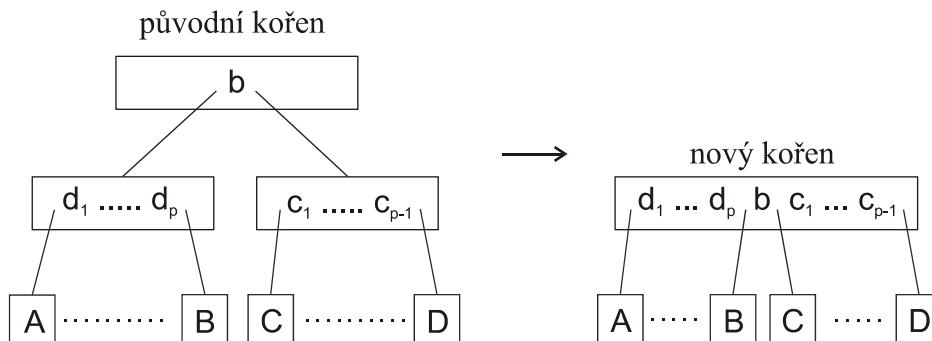 původní kořen
b
nový kořen
d₁ ..... dₚ
c₁ ..... cₚ₋₁
d₁ ... dₚ b c₁ ... cₚ₋₁
A .......... B
C .......... D
A ..... B
C ..... D